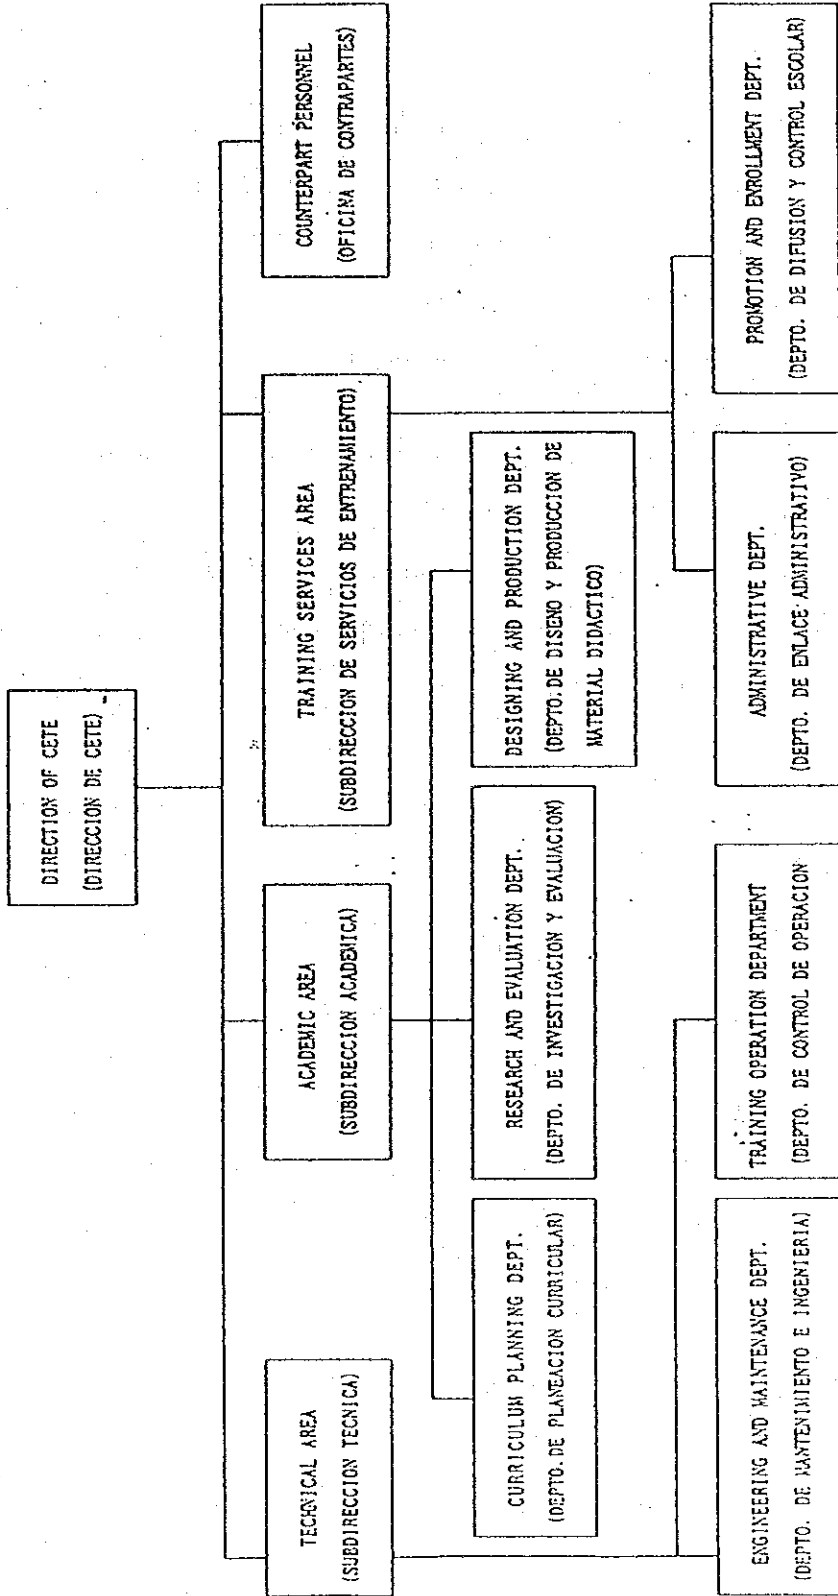 DIRECTION OF CETE
(DIRECCION DE CETE)
TECHNICAL AREA
(SUBDIRECCION TECNICA)
ACADEMIC AREA
(SUBDIRECCION ACADEMICA)
TRAINING SERVICES AREA
(SUBDIRECCION DE SERVICIOS DE ENTRENAMIENTO)
COUNTERPART PERSONNEL
(OFICINA DE CONTRAPARTES)
CURRICULUM PLANNING DEPT.
(DEPTO. DE PLANEACION CURRICULAR)
RESEARCH AND EVALUATION DEPT.
(DEPTO. DE INVESTIGACION Y EVALUACION)
DESIGNING AND PRODUCTION DEPT.
(DEPTO. DE DISENO Y PRODUCCION DE
MATERIAL DIDACTICO)
ENGINEERING AND MAINTENANCE DEPT.
(DEPTO. DE MANTENIMIENTO E INGENIERIA)
TRAINING OPERATION DEPARTMENT
(DEPTO. DE CONTROL DE OPERACION
ADMINISTRATIVE DEPT.
(DEPTO. DE ENLACE ADMINISTRATIVO)
PROMOTION AND ENROLLMENT DEPT.
(DEPTO. DE DIFUSION Y CONTROL ESCOLAR)